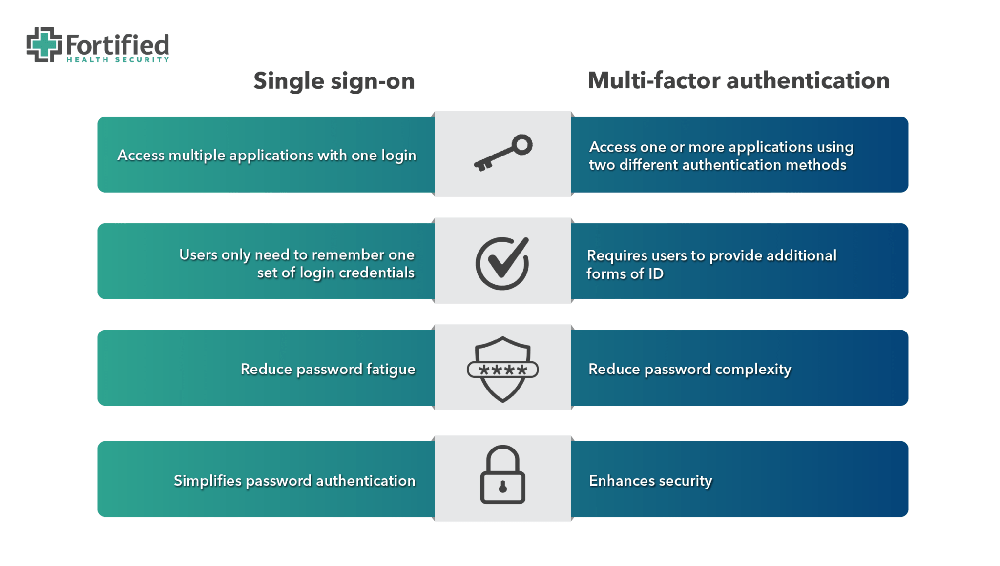 Fortified
HEALTH SECURITY
Single sign-on
Multi-factor authentication
Access multiple applications with one login
Access one or more applications using
two different authentication methods
Users only need to remember one
set of login credentials
Requires users to provide additional
forms of ID
Reduce password fatigue
****
Reduce password complexity
Simplifies password authentication
Enhances security